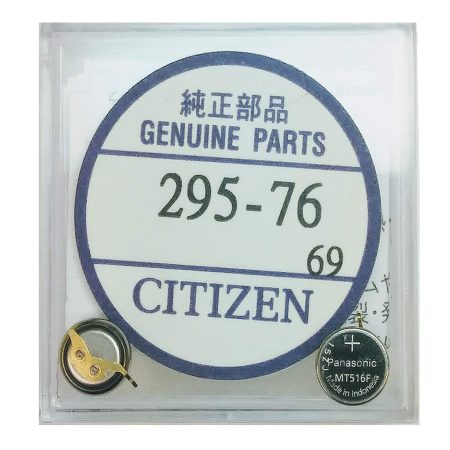 純正部品
GENUINE PARTS
295-76
69
CITIZEN
+
Panasonic
MT516F
Made in Indonesia